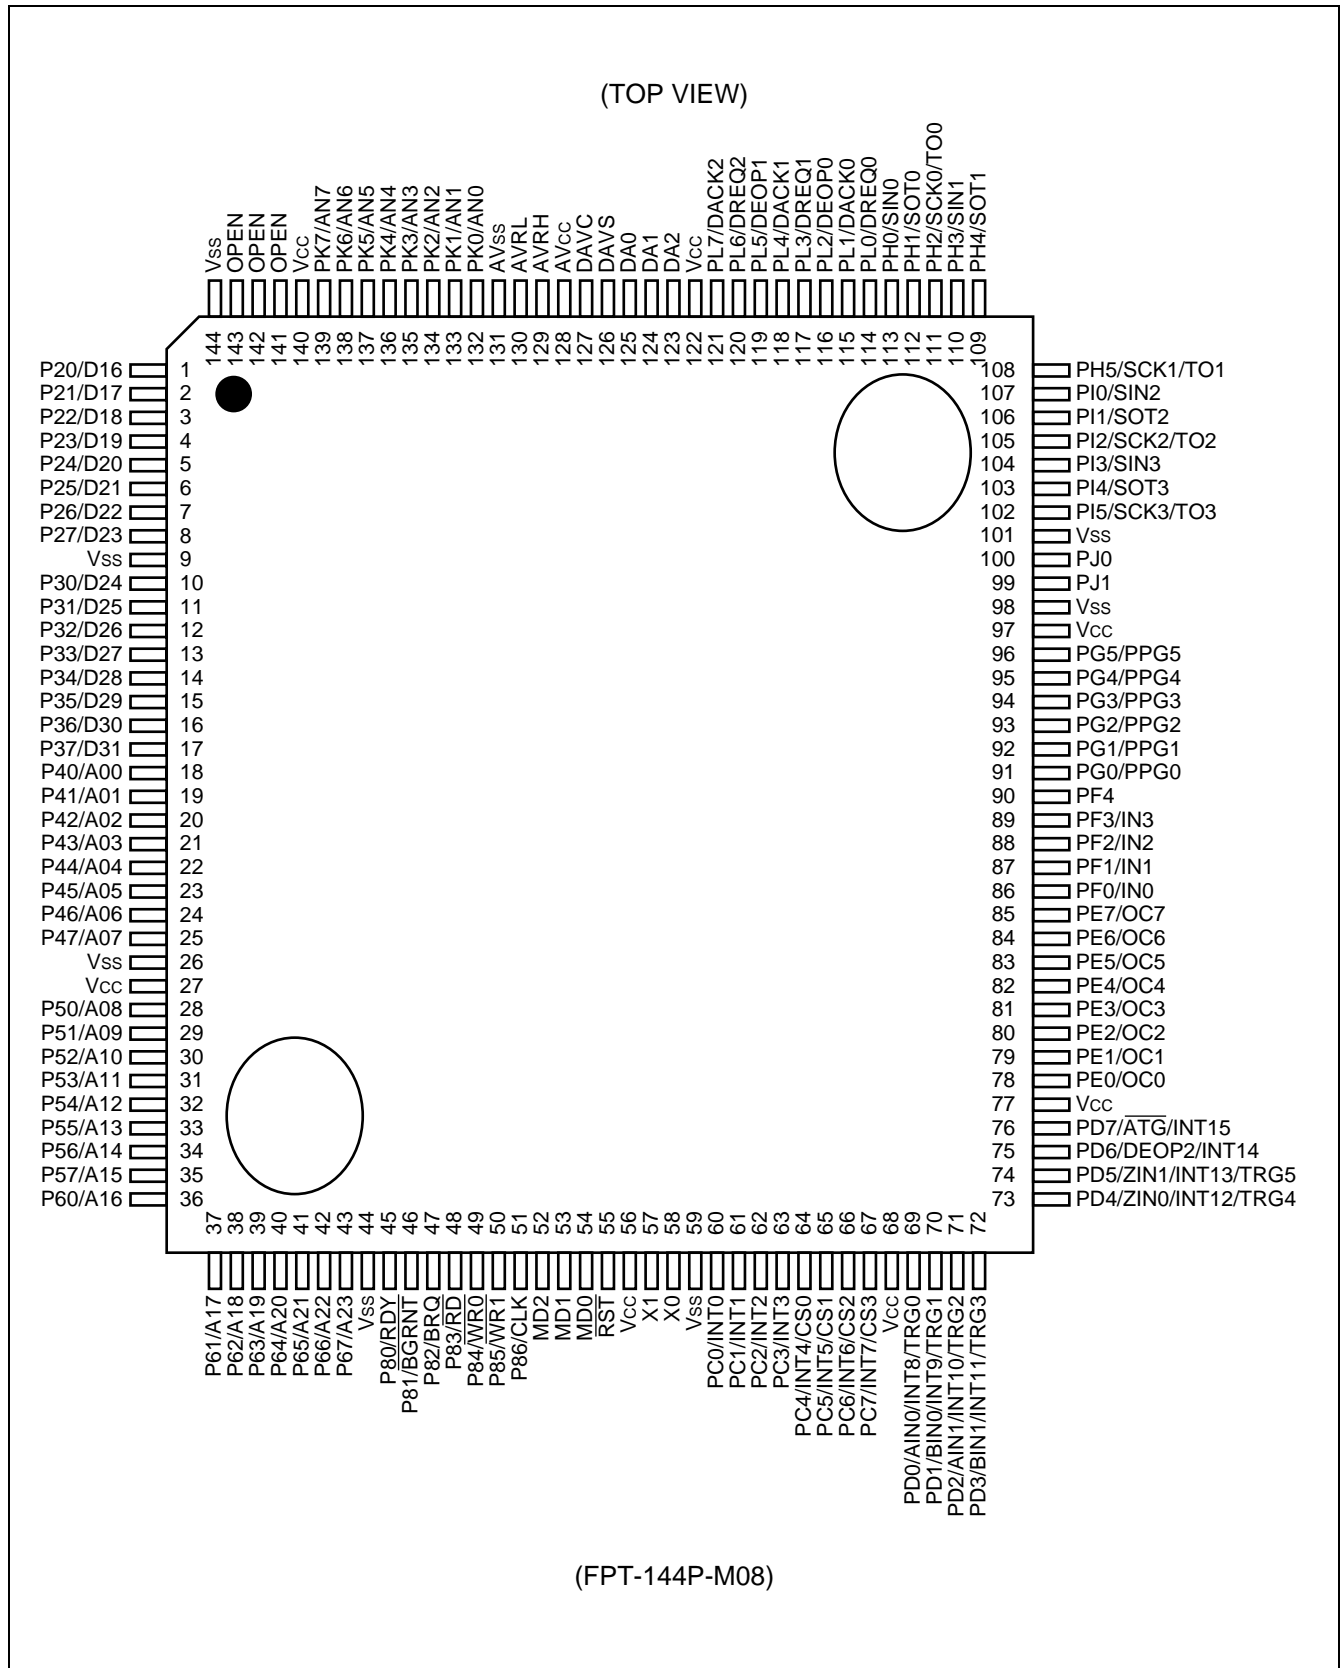 (TOP VIEW)
Vss
OPEN
OPEN
OPEN
Vcc
PK7/AN7
PK6/AN6
PK5/AN5
PK4/AN4
PK3/AN3
PK2/AN2
PK1/AN1
PK0/AN0
AVss
AVRL
AVRH
AVcc
DAVC
DAVS
DA0
DA1
DA2
Vcc
PL7/DACK2
PL6/DREQ2
PL5/DEOP1
PL4/DACK1
PL3/DREQ1
PL2/DEOP0
PL1/DACK0
PL0/DREQ0
PH0/SIN0
PH1/SOT0
PH2/SCK0/TO0
PH3/SIN1
PH4/SOT1
144 143 142 141 140 139 138 137 136 135 134 133 132 131 130 129 128 127 126 125 124 123 122 121 120 119 118 117 116 115 114 113 112 111 110 109
P20/D16 1 108 PH5/SCK1/TO1
P21/D17 2 107 PI0/SIN2
P22/D18 3 106 PI1/SOT2
P23/D19 4 105 PI2/SCK2/TO2
P24/D20 5 104 PI3/SIN3
P25/D21 6 103 PI4/SOT3
P26/D22 7 102 PI5/SCK3/TO3
P27/D23 8 101 Vss
Vss 9 100 PJ0
P30/D24 10 99 PJ1
P31/D25 11 98 Vss
P32/D26 12 97 Vcc
P33/D27 13 96 PG5/PPG5
P34/D28 14 95 PG4/PPG4
P35/D29 15 94 PG3/PPG3
P36/D30 16 93 PG2/PPG2
P37/D31 17 92 PG1/PPG1
P40/A00 18 91 PG0/PPG0
P41/A01 19 90 PF4
P42/A02 20 89 PF3/IN3
P43/A03 21 88 PF2/IN2
P44/A04 22 87 PF1/IN1
P45/A05 23 86 PF0/IN0
P46/A06 24 85 PE7/OC7
P47/A07 25 84 PE6/OC6
Vss 26 83 PE5/OC5
Vcc 27 82 PE4/OC4
P50/A08 28 81 PE3/OC3
P51/A09 29 80 PE2/OC2
P52/A10 30 79 PE1/OC1
P53/A11 31 78 PE0/OC0
P54/A12 32 77 Vcc
P55/A13 33 76 PD7/ATG/INT15
P56/A14 34 75 PD6/DEOP2/INT14
P57/A15 35 74 PD5/ZIN1/INT13/TRG5
P60/A16 36 73 PD4/ZIN0/INT12/TRG4
37 38 39 40 41 42 43 44 45 46 47 48 49 50 51 52 53 54 55 56 57 58 59 60 61 62 63 64 65 66 67 68 69 70 71 72
P61/A17
P62/A18
P63/A19
P64/A20
P65/A21
P66/A22
P67/A23
Vss
P80/RDY
P81/BGRNT
P82/BRQ
P83/RD
P84/WR0
P85/WR1
P86/CLK
MD2
MD1
MD0
RST
Vcc
X1
X0
Vss
PC0/INT0
PC1/INT1
PC2/INT2
PC3/INT3
PC4/INT4/CS0
PC5/INT5/CS1
PC6/INT6/CS2
PC7/INT7/CS3
Vcc
PD0/AIN0/INT8/TRG0
PD1/BIN0/INT9/TRG1
PD2/AIN1/INT10/TRG2
PD3/BIN1/INT11/TRG3
(FPT-144P-M08)